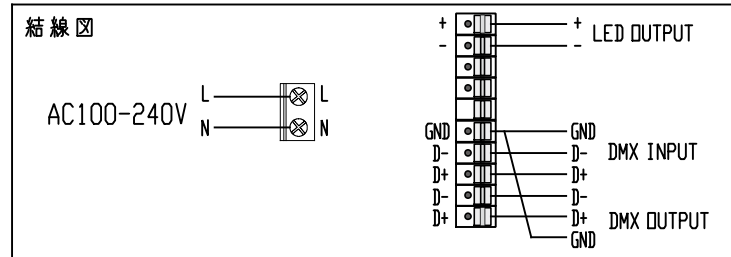 結線図
AC100-240V
L
N
L
N
+
-
GND
D-
D+
D-
D+
+
-
LED OUTPUT
GND
D-
D+
DMX INPUT
D-
D+
GND
DMX OUTPUT